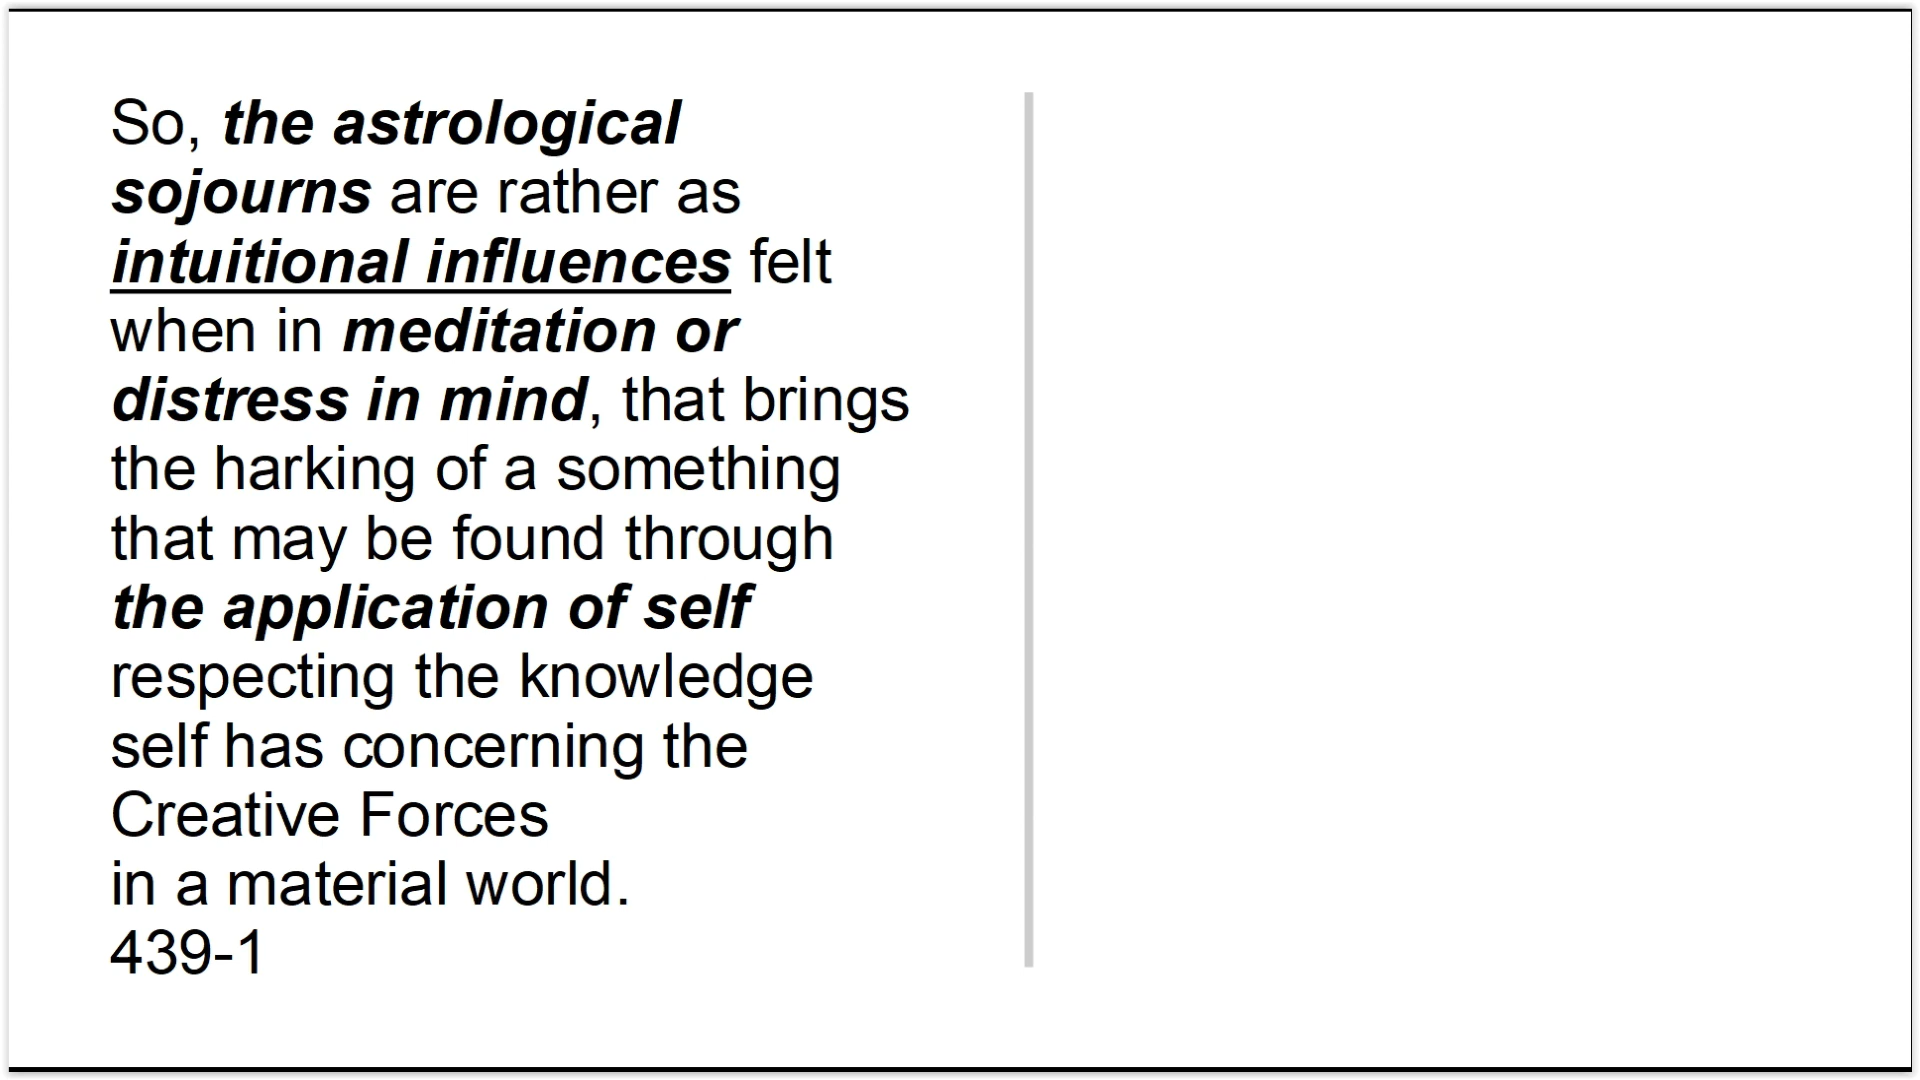 So, the astrological
sojourns are rather as
intuitional influences felt
when in meditation or
distress in mind, that brings
the harking of a something
that may be found through
the application of self
respecting the knowledge
self has concerning the
Creative Forces
in a material world.
439-1